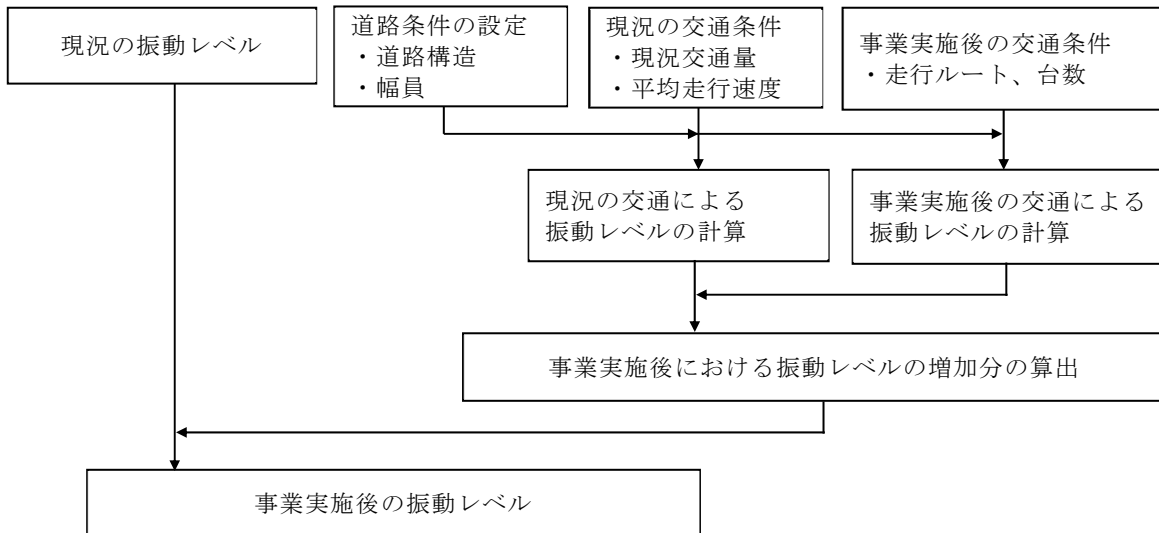 現況の振動レベル
道路条件の設定
・道路構造
・幅員
現況の交通条件
・現況交通量
・平均走行速度
事業実施後の交通条件
・走行ルート、台数
現況の交通による
振動レベルの計算
事業実施後の交通による
振動レベルの計算
事業実施後における振動レベルの増加分の算出
事業実施後の振動レベル